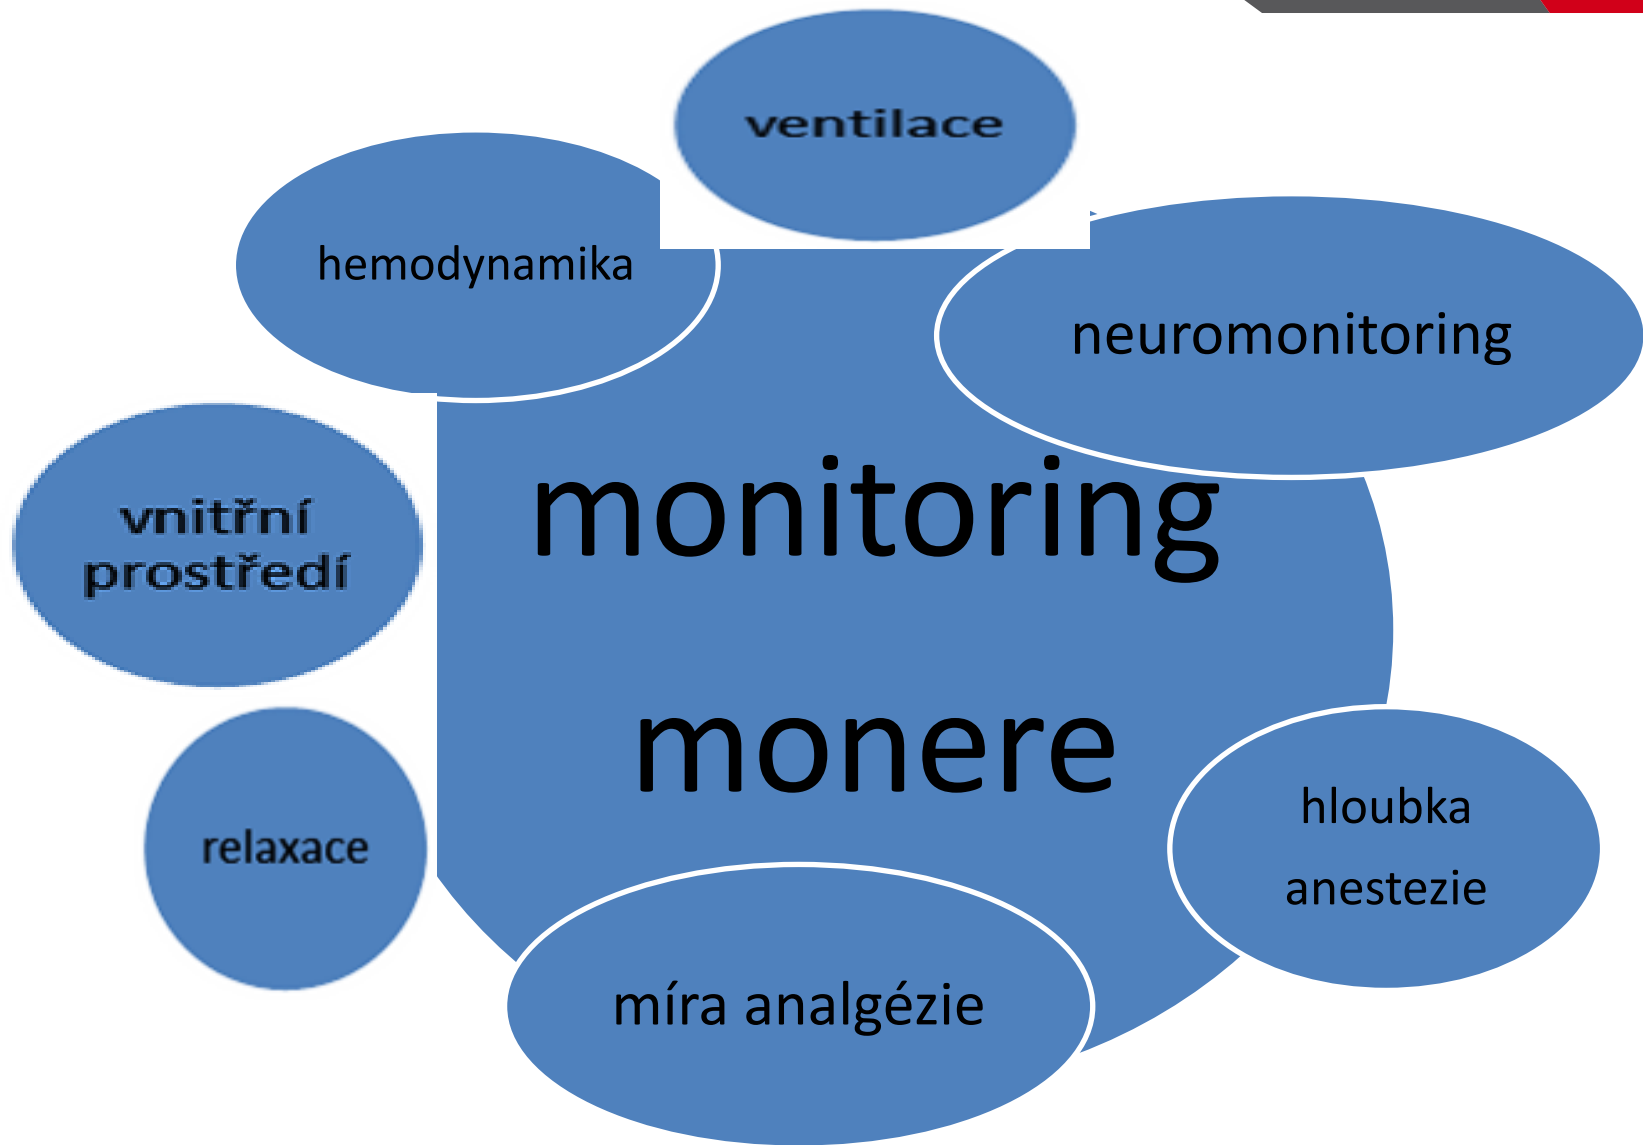 ventilace
hemodynamika
neuromonitoring
monitoring
vnitřní
prostředí
monere
hloubka
anestezie
relaxace
míra analgézie